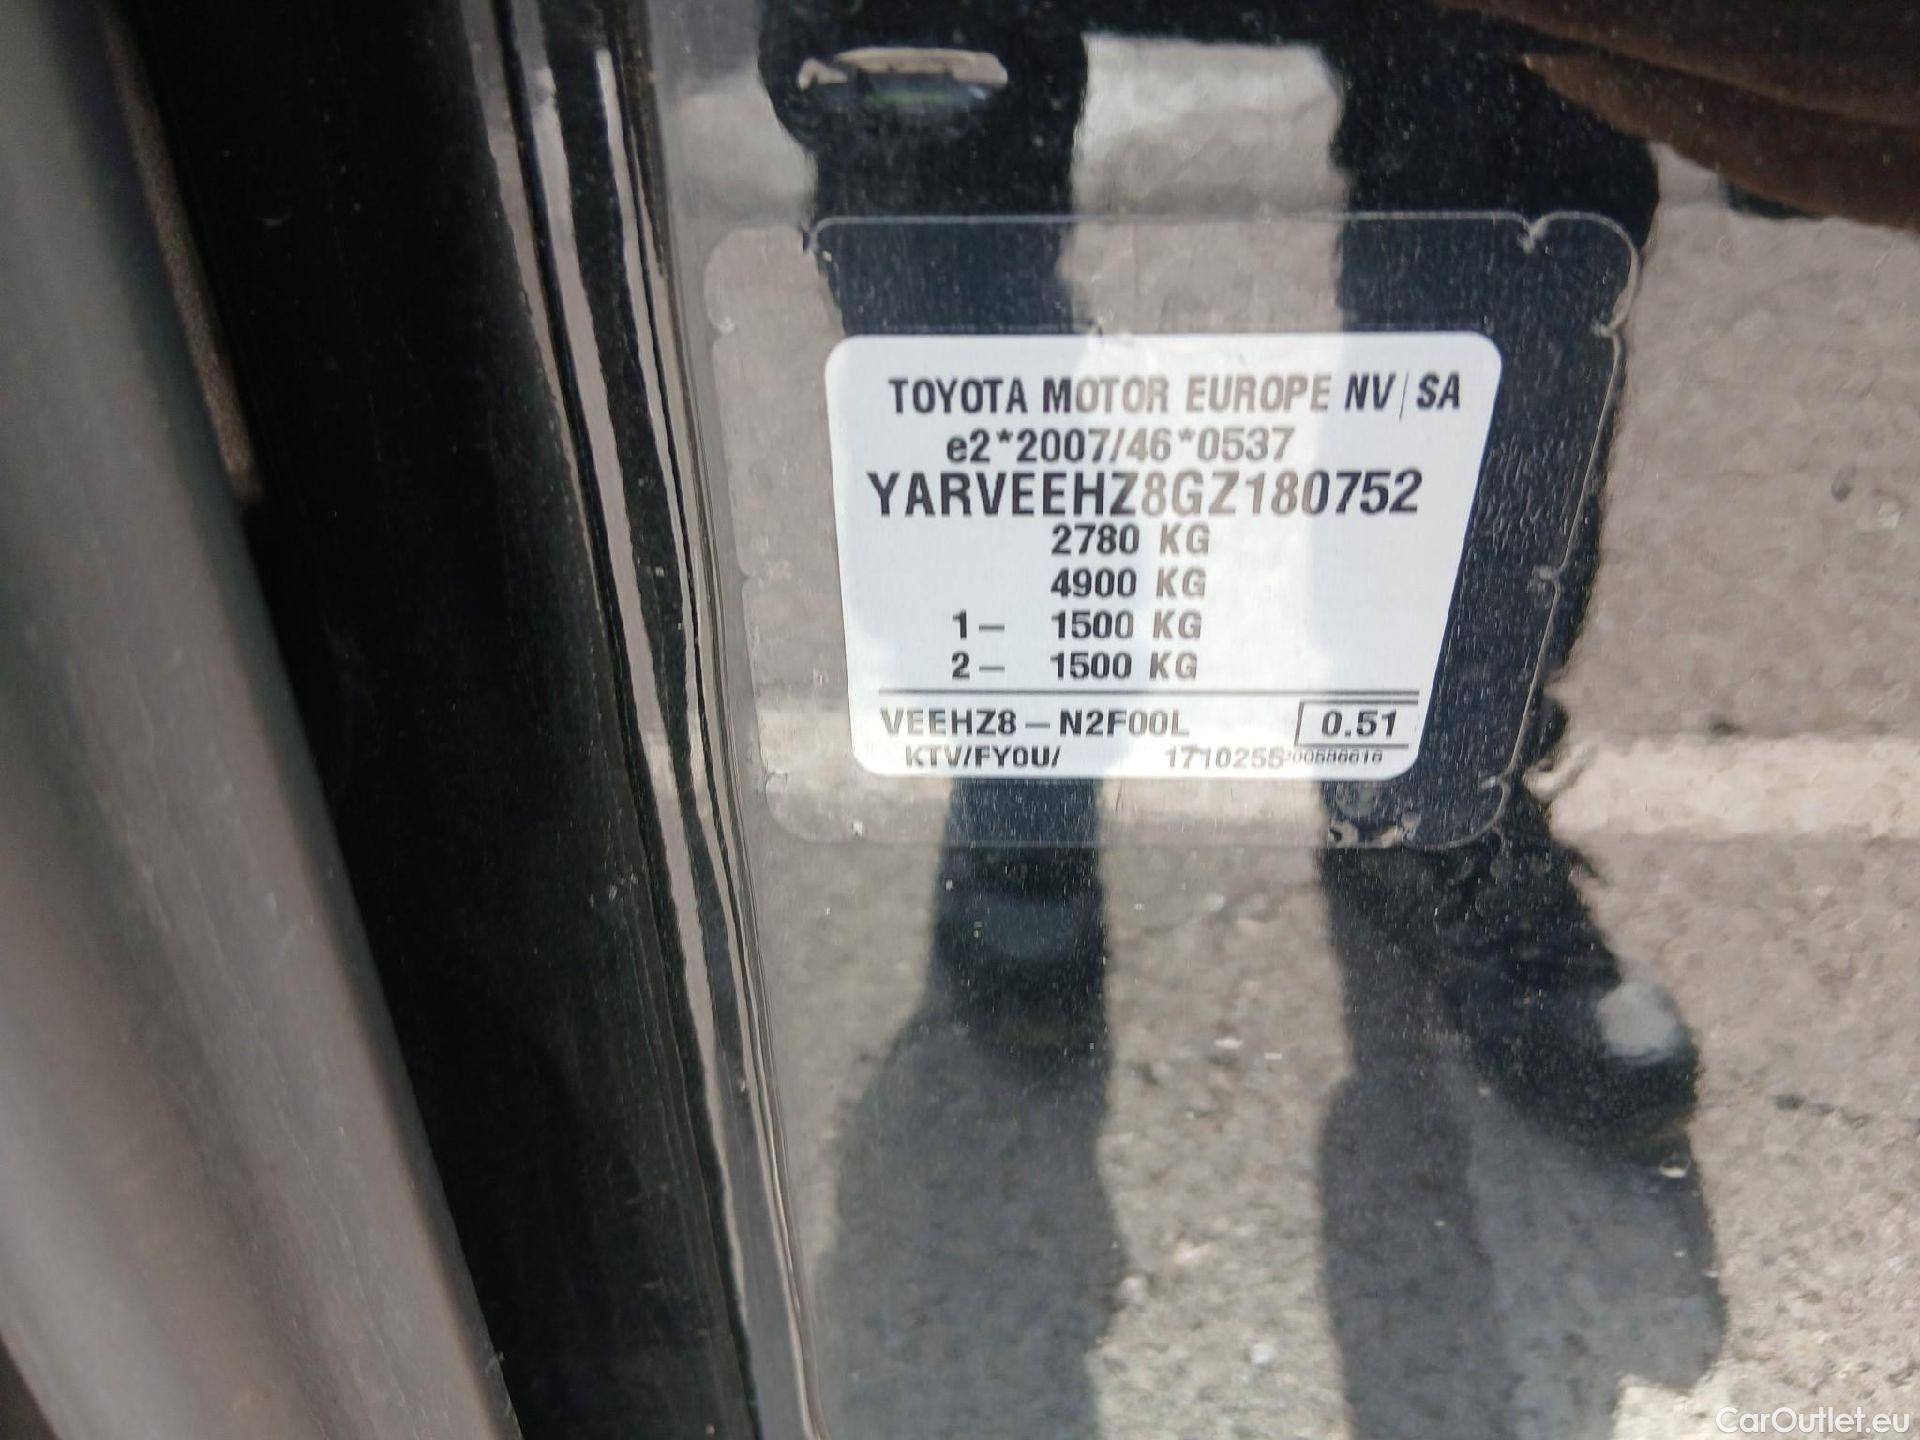 TOYOTA MOTOR EUROPE NV/SA
e2*2007/46*0537
YARVEEHZ8GZ180752
2780 KG
4900 KG
1- 1500 KG
2- 1500 KG
VEEHZ8-N2F00L 0.51
KTV/FY0U/ 1710255
CarOutlet.eu